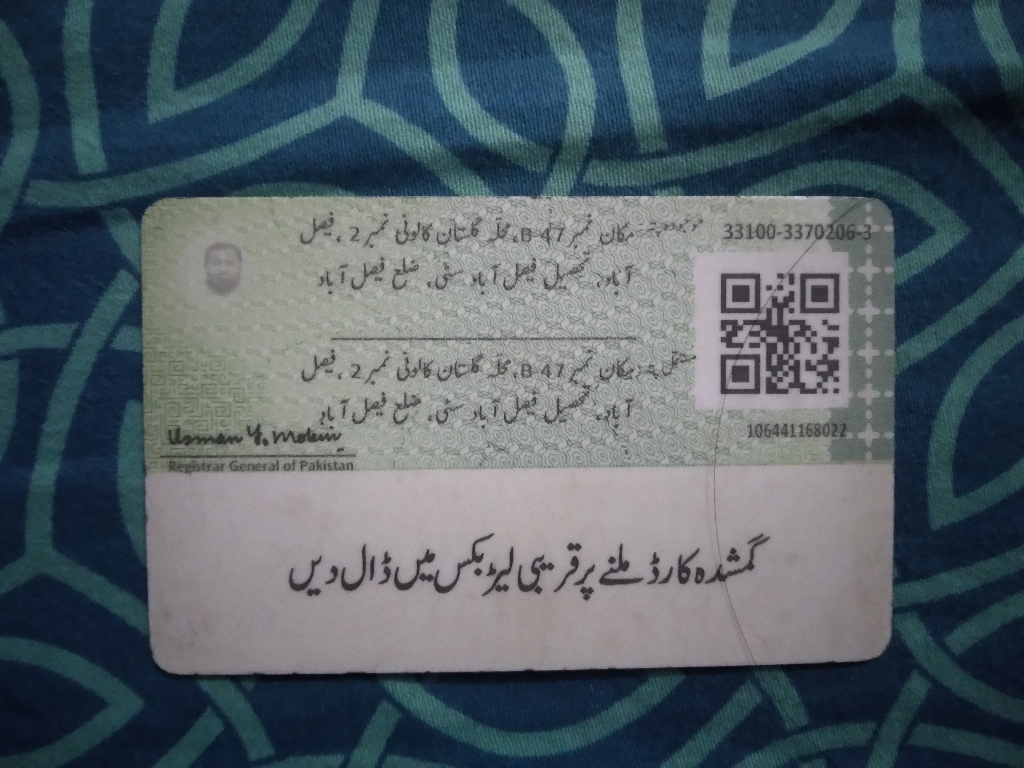 موجودہ پتہ: مکان نمبر B 47، محلہ گلستان کالونی نمبر 2، فیصل
آباد، تحصیل فیصل آباد سٹی، ضلع فیصل آباد
33100-3370206-3
مستقل پتہ: مکان نمبر B 47، محلہ گلستان کالونی نمبر 2، فیصل
آباد، تحصیل فیصل آباد سٹی، ضلع فیصل آباد
106441168022
Usman Y. Mobin
Registrar General of Pakistan
گمشدہ کارڈ ملنے پر قریبی لیٹر بکس میں ڈال دیں